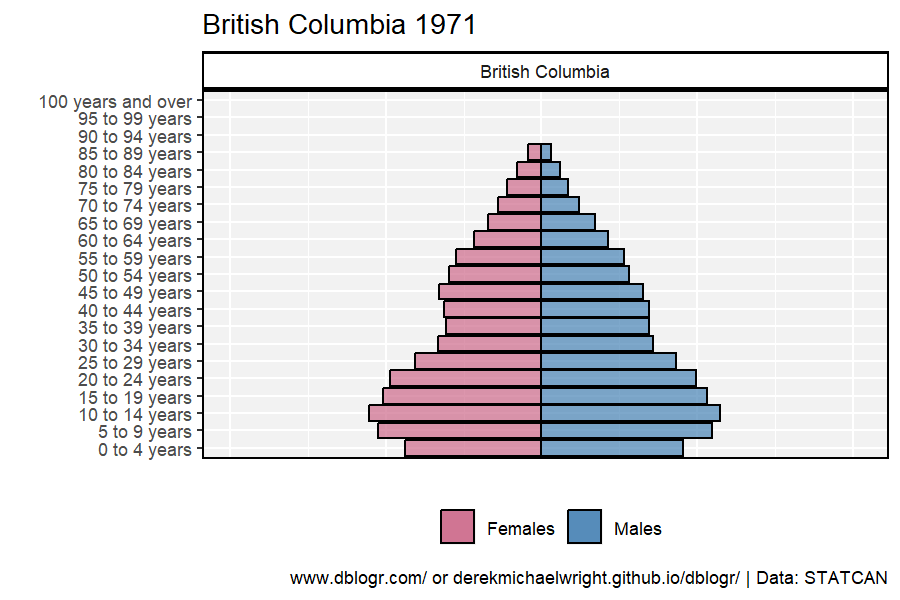 British Columbia 1971
British Columbia
100 years and over
95 to 99 years
90 to 94 years
85 to 89 years
80 to 84 years
75 to 79 years
70 to 74 years
65 to 69 years
60 to 64 years
55 to 59 years
50 to 54 years
45 to 49 years
40 to 44 years
35 to 39 years
30 to 34 years
25 to 29 years
20 to 24 years
15 to 19 years
10 to 14 years
5 to 9 years
0 to 4 years
Females Males
www.dblogr.com/ or derekmichaelwright.github.io/dblogr/ | Data: STATCAN